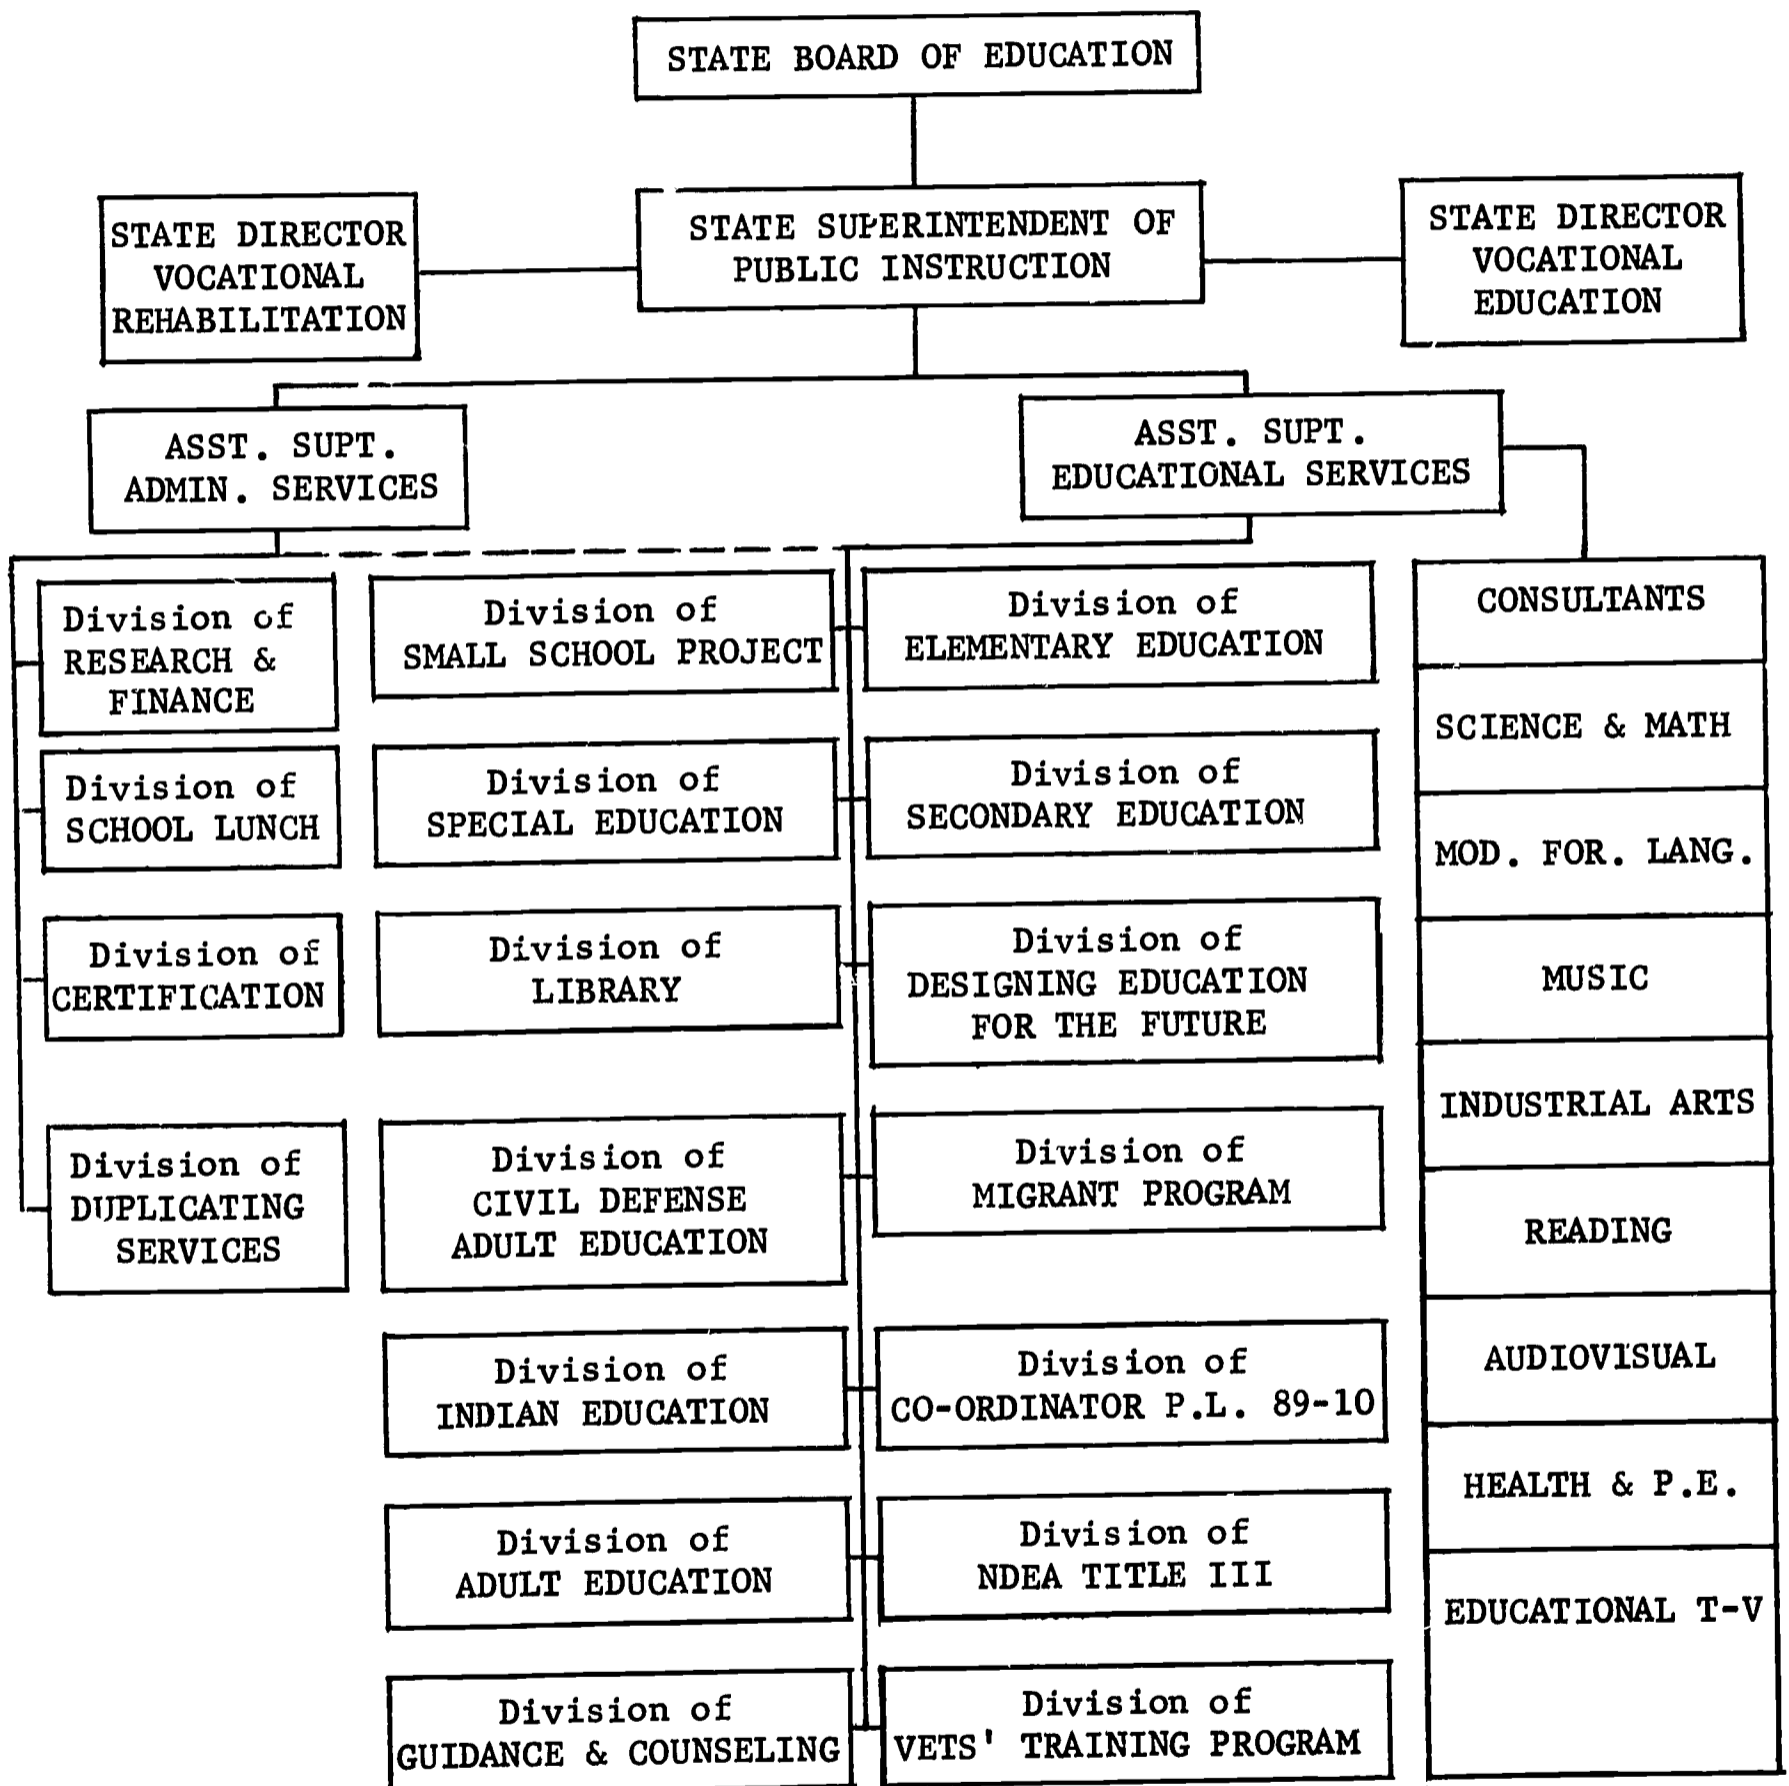 STATE BOARD OF EDUCATION
STATE DIRECTOR
VOCATIONAL
REHABILITATION
STATE SUPERINTENDENT OF
PUBLIC INSTRUCTION
STATE DIRECTOR
VOCATIONAL
EDUCATION
ASST. SUPT.
ADMIN. SERVICES
ASST. SUPT.
EDUCATIONAL SERVICES
Division of
RESEARCH &
FINANCE
Division of
SCHOOL LUNCH
Division of
CERTIFICATION
Division of
DUPLICATING
SERVICES
Division of
SMALL SCHOOL PROJECT
Division of
SPECIAL EDUCATION
Division of
LIBRARY
Division of
CIVIL DEFENSE
ADULT EDUCATION
Division of
INDIAN EDUCATION
Division of
ADULT EDUCATION
Division of
GUIDANCE & COUNSELING
Division of
ELEMENTARY EDUCATION
Division of
SECONDARY EDUCATION
Division of
DESIGNING EDUCATION
FOR THE FUTURE
Division of
MIGRANT PROGRAM
Division of
CO-ORDINATOR P.L. 89-10
Division of
NDEA TITLE III
Division of
VETS' TRAINING PROGRAM
CONSULTANTS
SCIENCE & MATH
MOD. FOR. LANG.
MUSIC
INDUSTRIAL ARTS
READING
AUDIOVISUAL
HEALTH & P.E.
EDUCATIONAL T-V